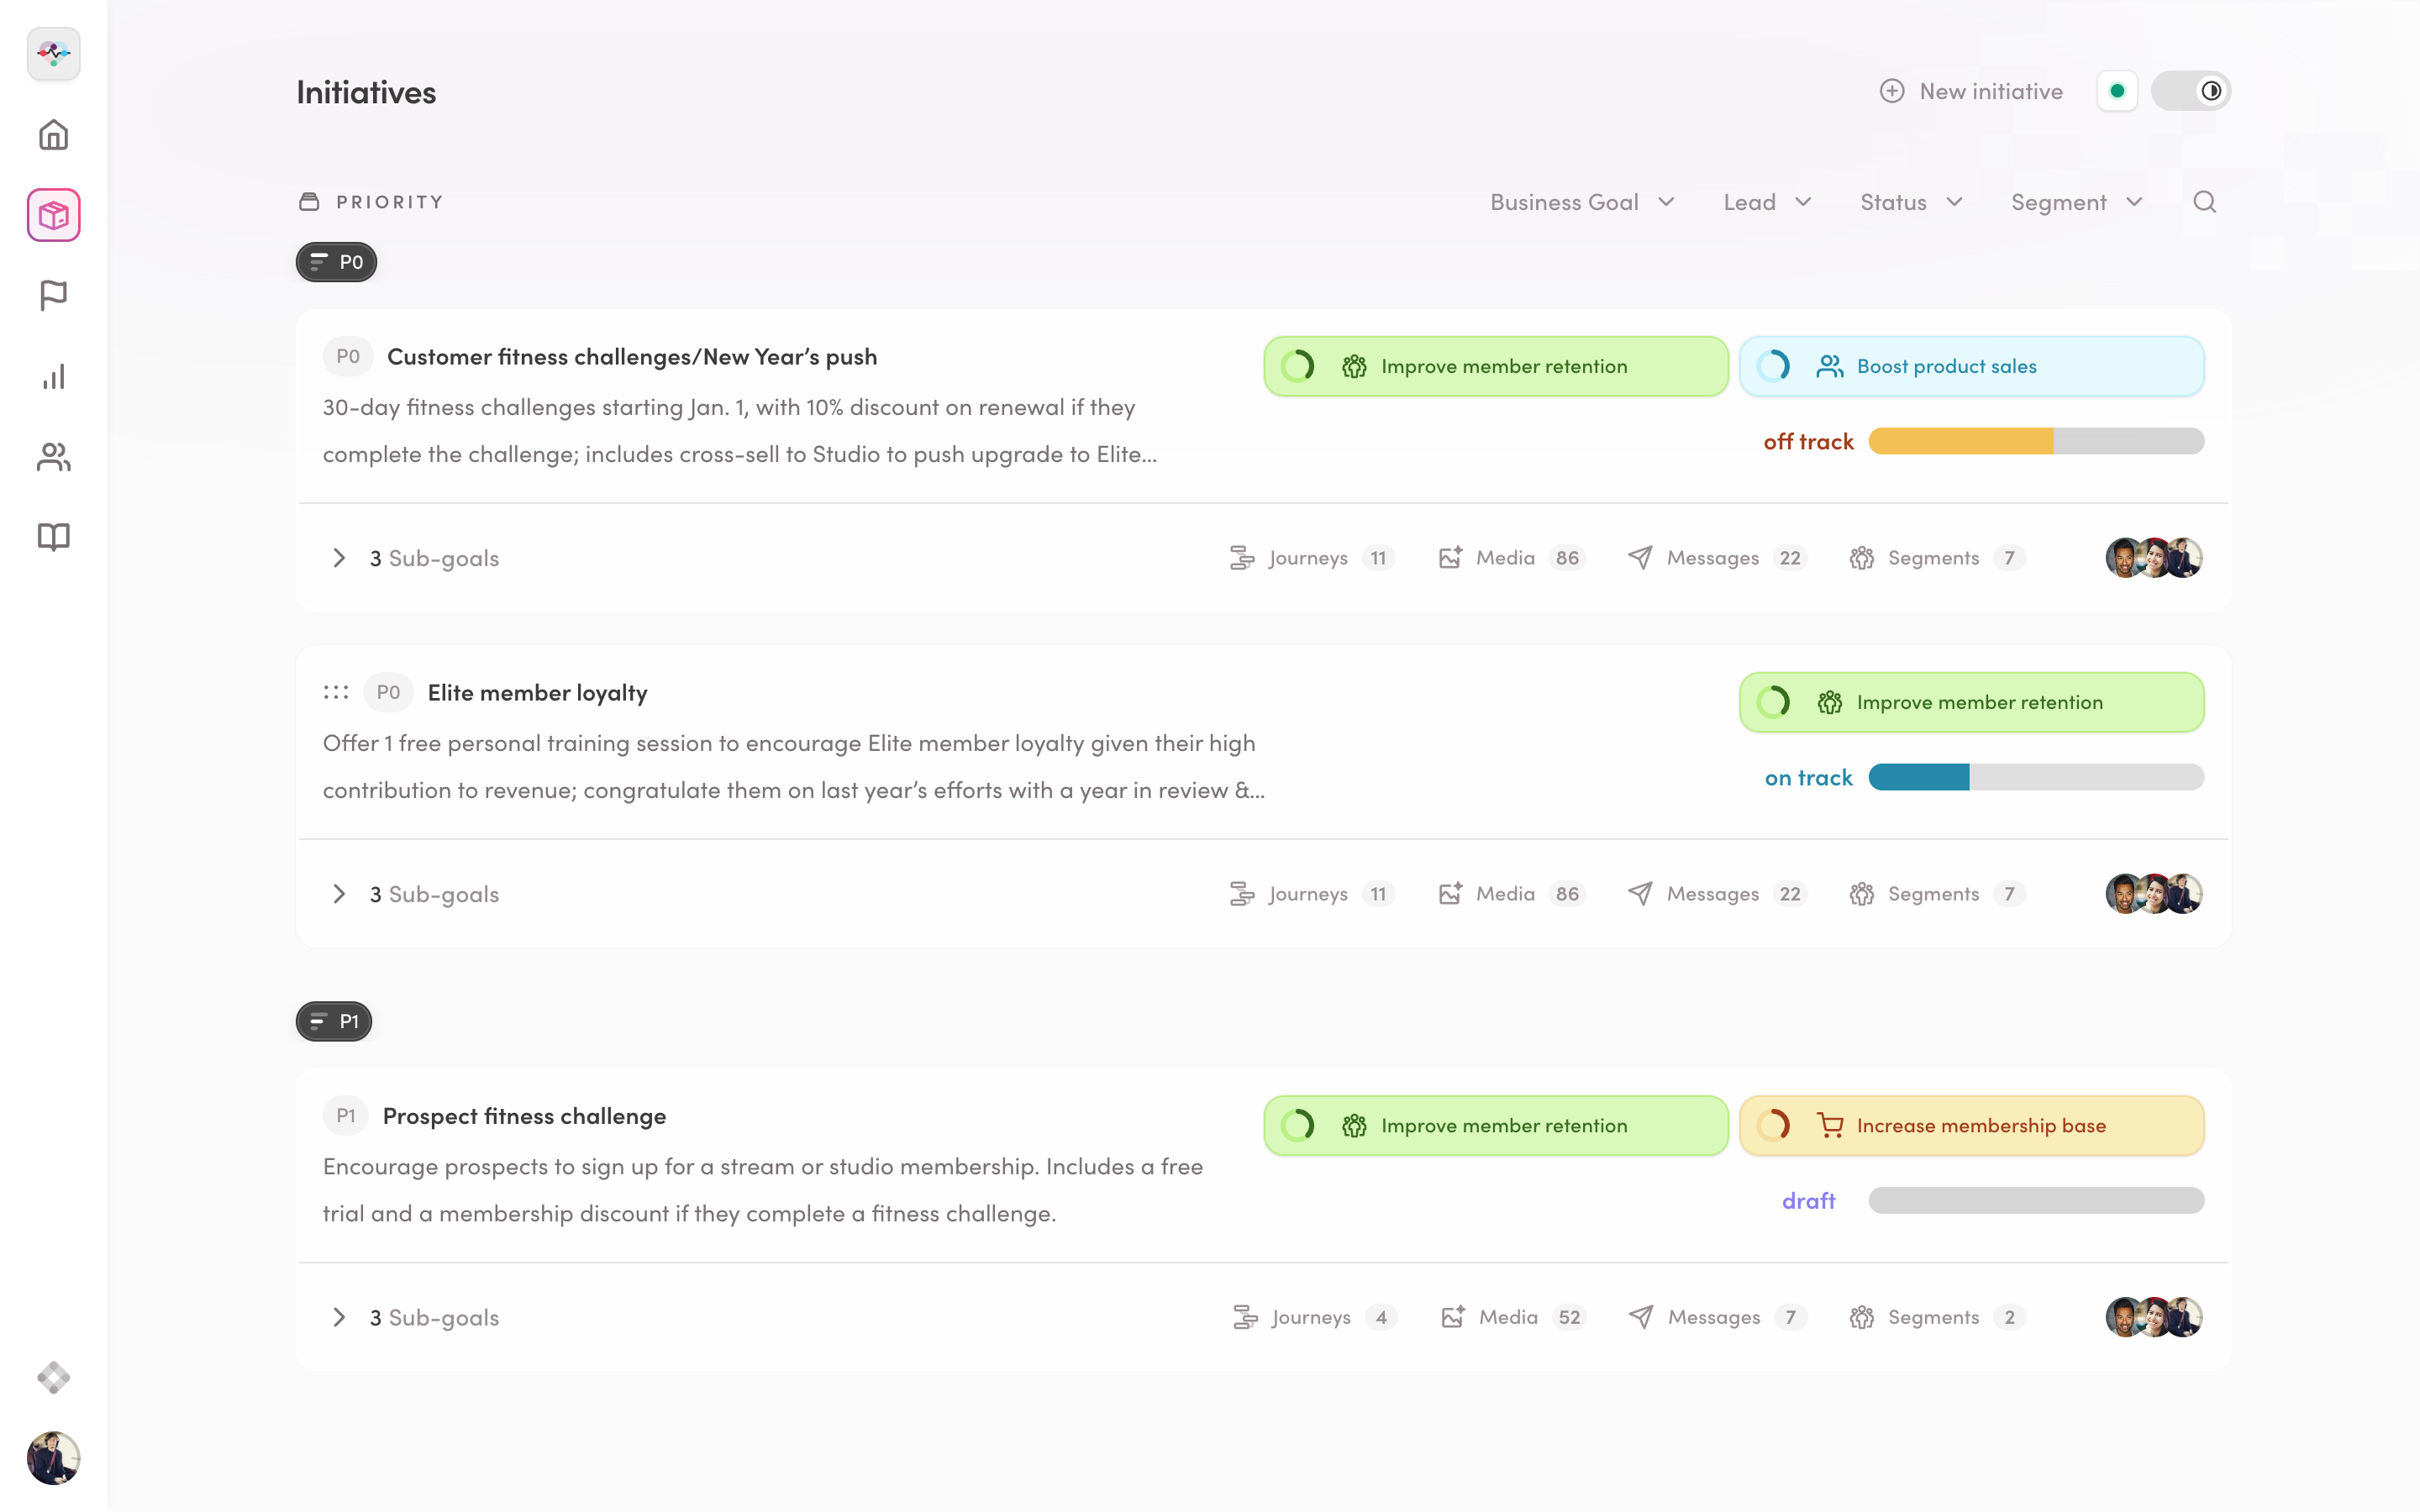 Initiatives
New initiative
PRIORITY
Business Goal
Lead
Status
Segment
P0
P0 Customer fitness challenges/New Year’s push
30-day fitness challenges starting Jan. 1, with 10% discount on renewal if they
complete the challenge; includes cross-sell to Studio to push upgrade to Elite...
Improve member retention
Boost product sales
off track
3 Sub-goals
Journeys 11
Media 86
Messages 22
Segments 7
P0 Elite member loyalty
Offer 1 free personal training session to encourage Elite member loyalty given their high
contribution to revenue; congratulate them on last year’s efforts with a year in review &...
Improve member retention
on track
3 Sub-goals
Journeys 11
Media 86
Messages 22
Segments 7
P1
P1 Prospect fitness challenge
Encourage prospects to sign up for a stream or studio membership. Includes a free
trial and a membership discount if they complete a fitness challenge.
Improve member retention
Increase membership base
draft
3 Sub-goals
Journeys 4
Media 52
Messages 7
Segments 2